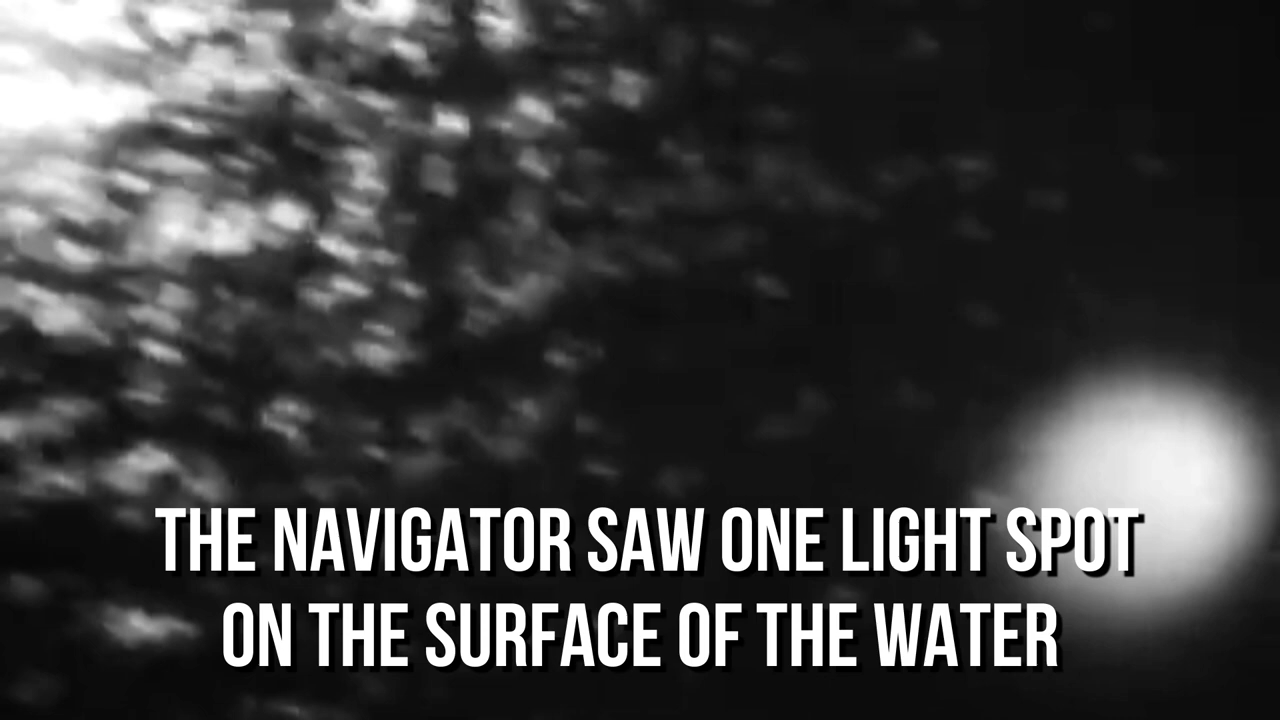 THE NAVIGATOR SAW ONE LIGHT SPOT
ON THE SURFACE OF THE WATER